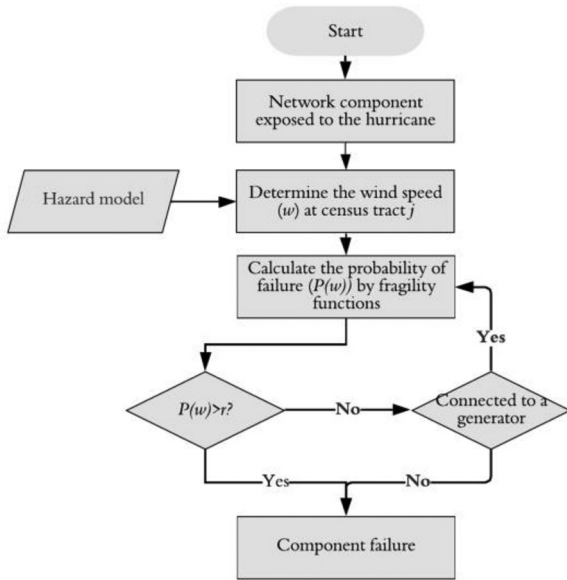 Start
Network component
exposed to the hurricane
Hazard model
Determine the wind speed
(w) at census tract j
Calculate the probability of
failure (P(w)) by fragility
functions
Yes
P(w)>r?
No
Connected to a
generator
Yes
No
Component failure